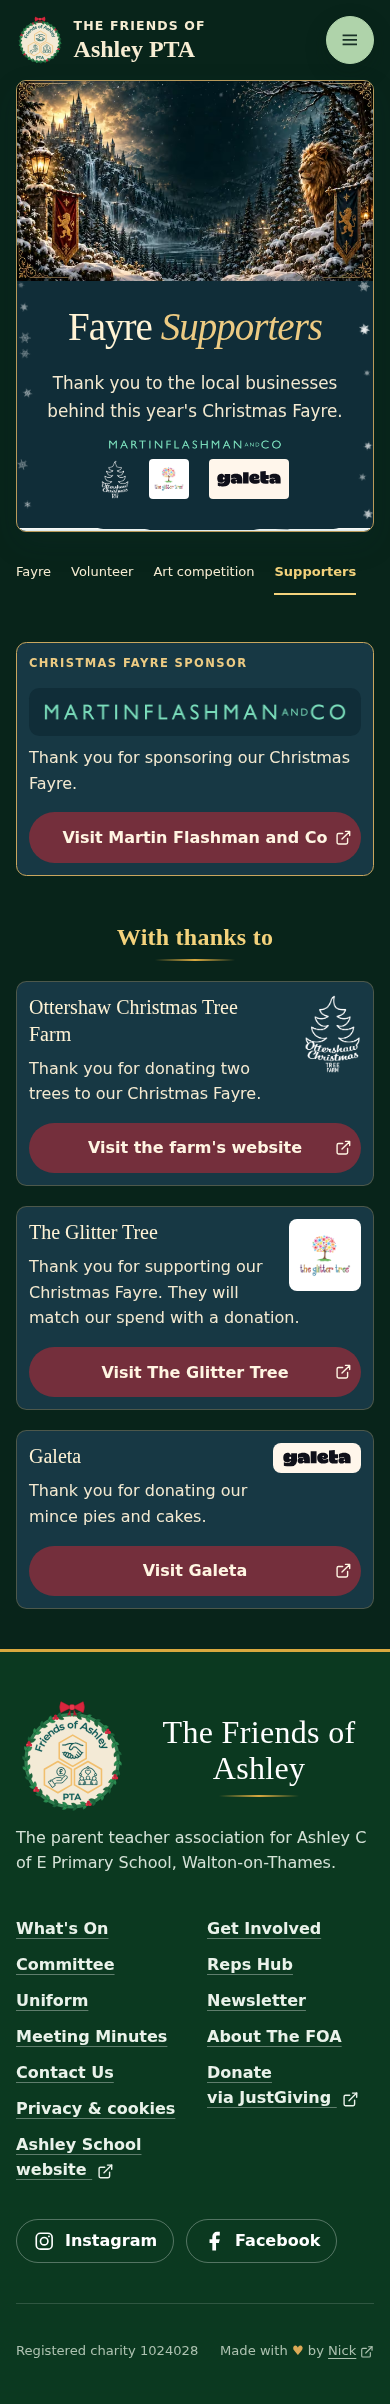 THE FRIENDS OF
Ashley PTA
Fayre Supporters
Thank you to the local businesses
behind this year's Christmas Fayre.
MARTINFLASHMANANDCO
Ottershaw
Christmas
TREE
FARM
the glitter tree
galeta
Fayre Volunteer Art competition Supporters
CHRISTMAS FAYRE SPONSOR
MARTINFLASHMANANDCO
Thank you for sponsoring our Christmas
Fayre.
Visit Martin Flashman and Co
With thanks to
Ottershaw Christmas Tree
Farm
Ottershaw
Christmas
TREE
FARM
Thank you for donating two
trees to our Christmas Fayre.
Visit the farm's website
The Glitter Tree
the glitter tree
Thank you for supporting our
Christmas Fayre. They will
match our spend with a donation.
Visit The Glitter Tree
Galeta
galeta
Thank you for donating our
mince pies and cakes.
Visit Galeta
Friends of Ashley
PTA
The Friends of
Ashley
The parent teacher association for Ashley C
of E Primary School, Walton-on-Thames.
What's On
Committee
Uniform
Meeting Minutes
Contact Us
Privacy & cookies
Ashley School
website
Get Involved
Reps Hub
Newsletter
About The FOA
Donate
via JustGiving
Instagram
Facebook
Registered charity 1024028
Made with ♥ by Nick